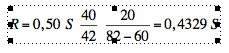 R = 0,50 S 40/42 20/(82 − 60) = 0,4329 S